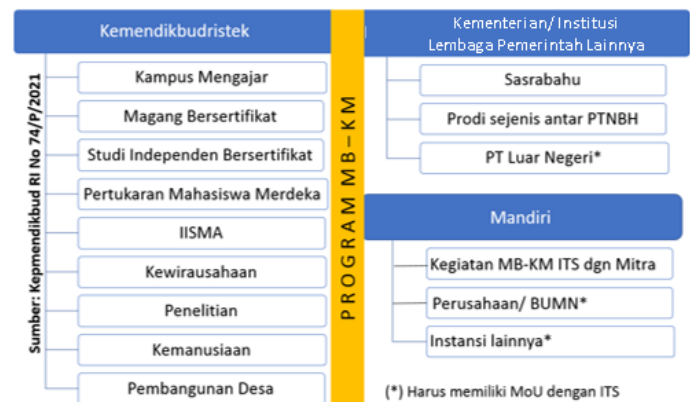 Kemendikbudristek
Sumber: Kepmendikbud RI No 74/P/2021
Kampus Mengajar
Magang Bersertifikat
Studi Independen Bersertifikat
Pertukaran Mahasiswa Merdeka
IISMA
Kewirausahaan
Penelitian
Kemanusiaan
Pembangunan Desa
PROGRAM MB–KM
Kementerian/ Institusi
Lembaga Pemerintah Lainnya
Sasrabahu
Prodi sejenis antar PTNBH
PT Luar Negeri*
Mandiri
Kegiatan MB-KM ITS dgn Mitra
Perusahaan/ BUMN*
Instansi lainnya*
(*) Harus memiliki MoU dengan ITS